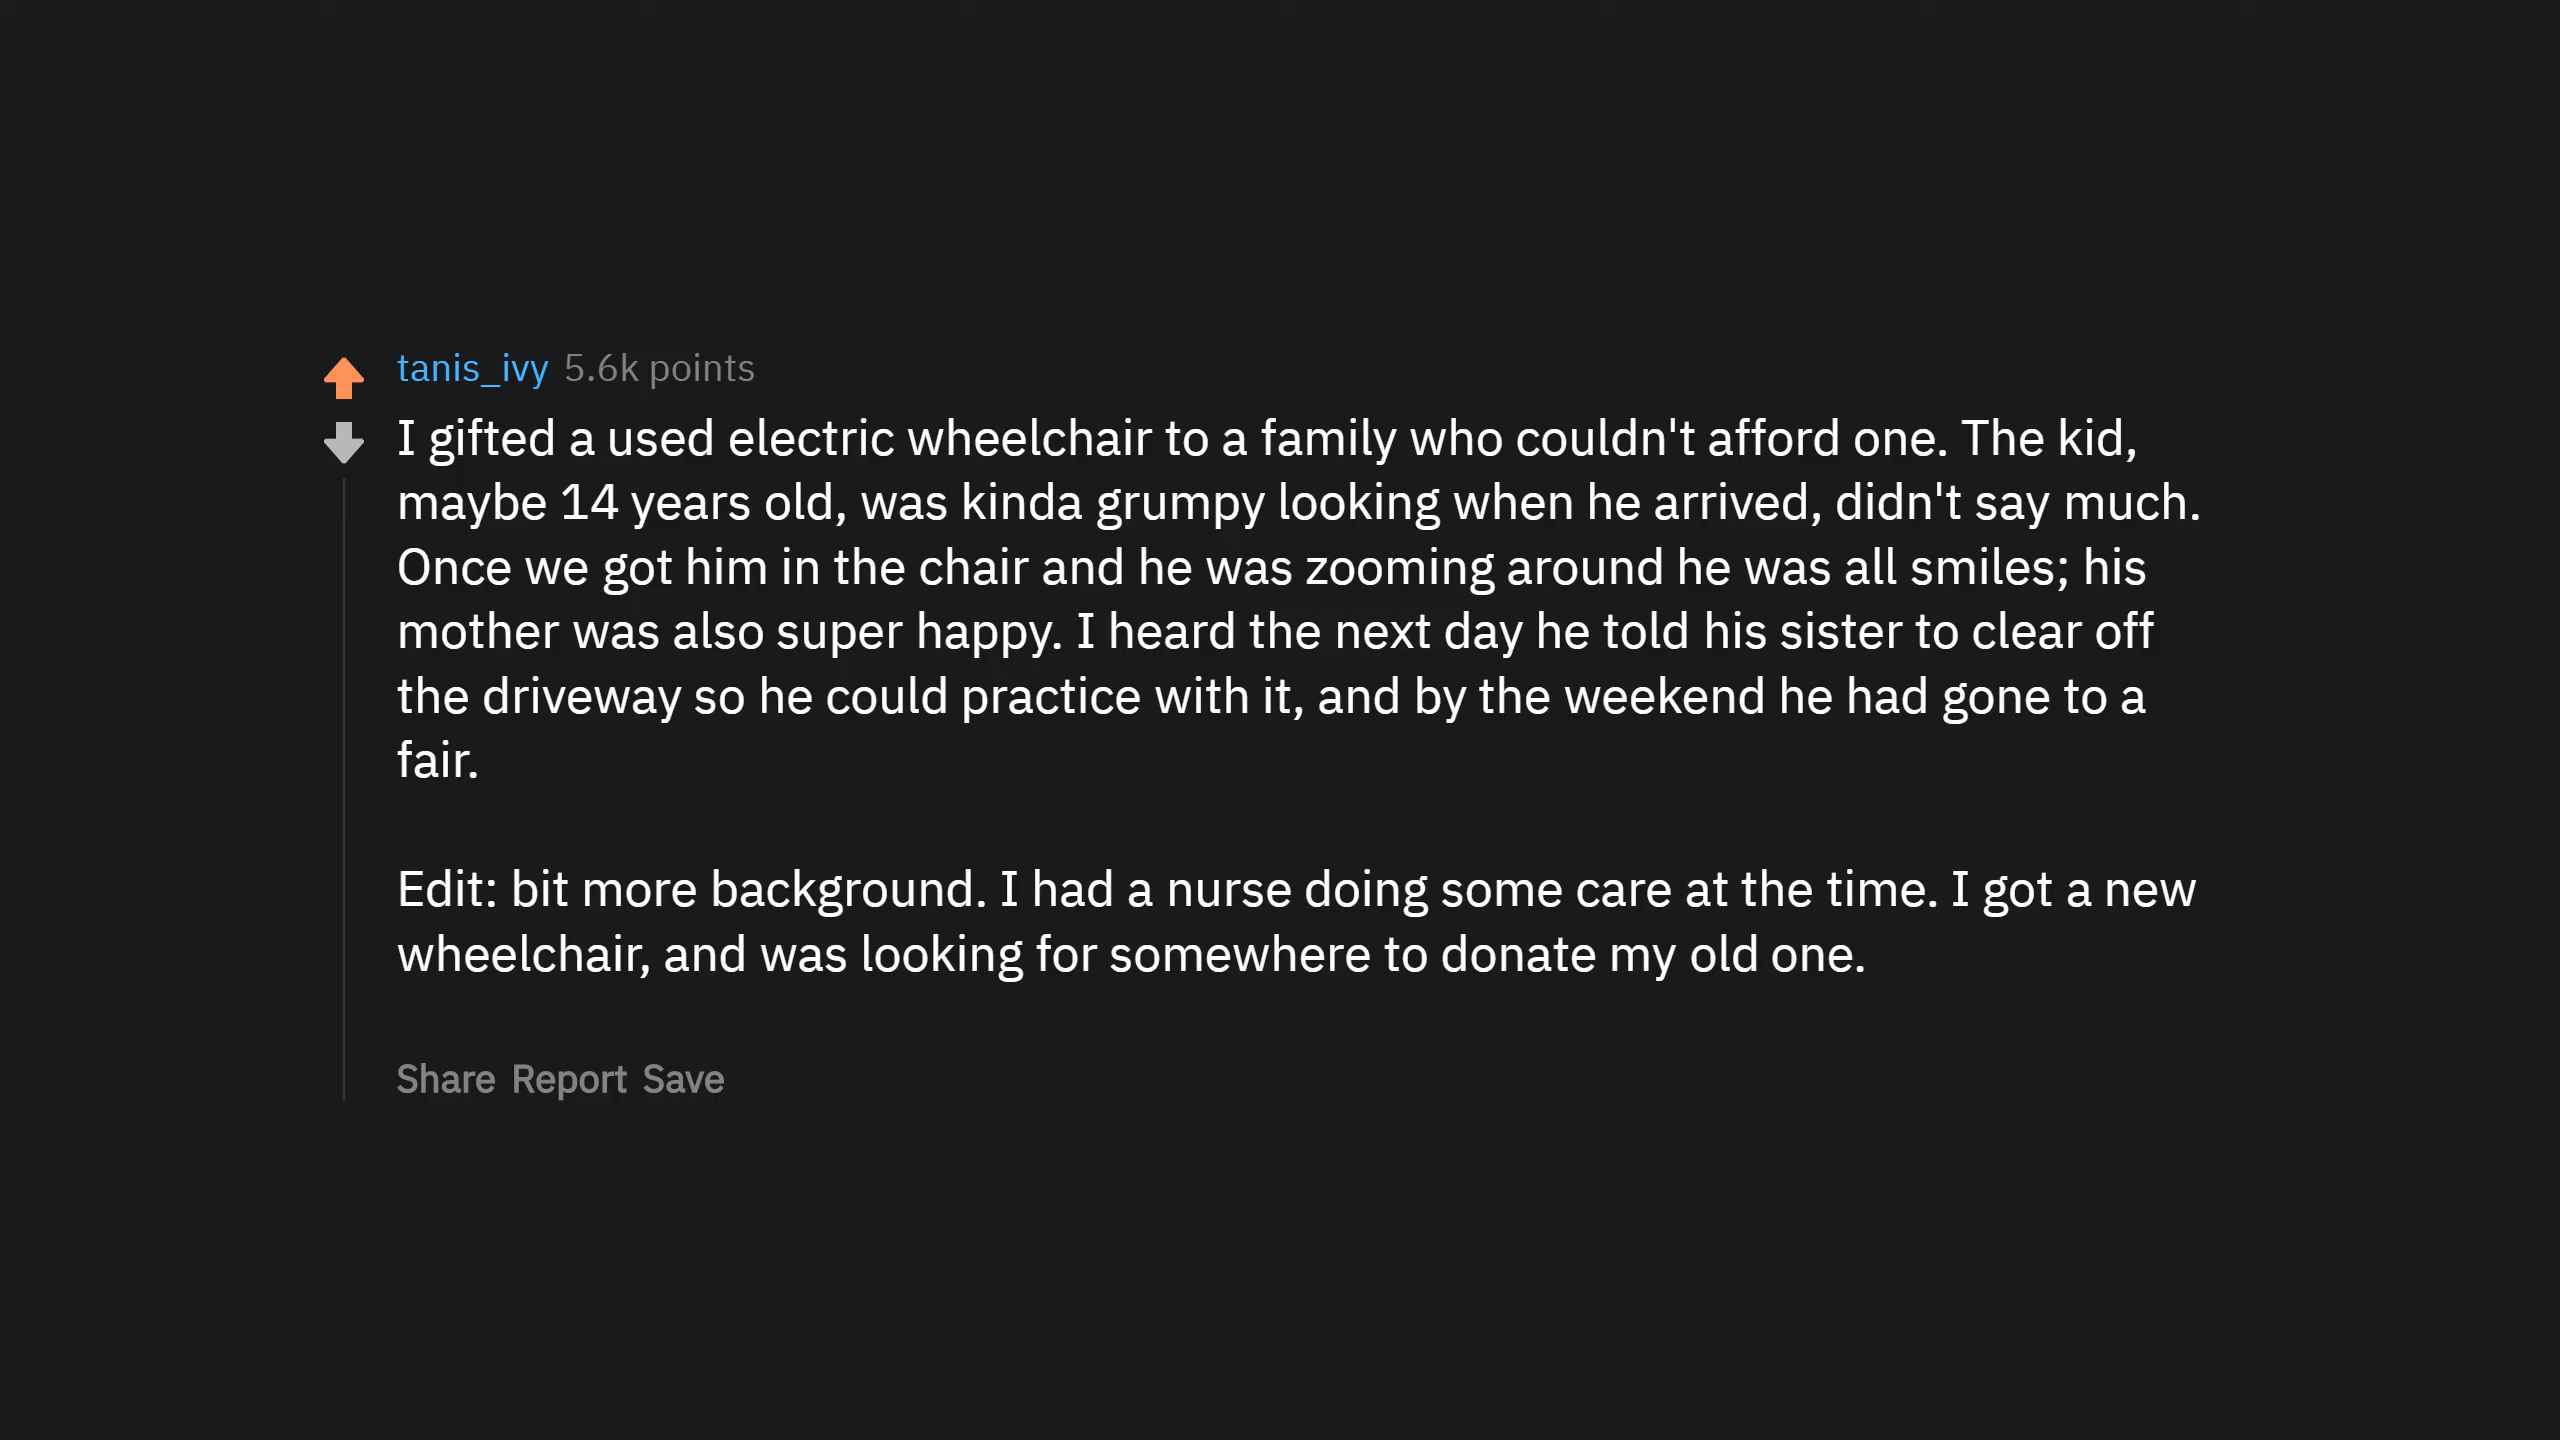 tanis_ivy 5.6k points
I gifted a used electric wheelchair to a family who couldn't afford one. The kid,
maybe 14 years old, was kinda grumpy looking when he arrived, didn't say much.
Once we got him in the chair and he was zooming around he was all smiles; his
mother was also super happy. I heard the next day he told his sister to clear off
the driveway so he could practice with it, and by the weekend he had gone to a
fair.
Edit: bit more background. I had a nurse doing some care at the time. I got a new
wheelchair, and was looking for somewhere to donate my old one.
Share Report Save